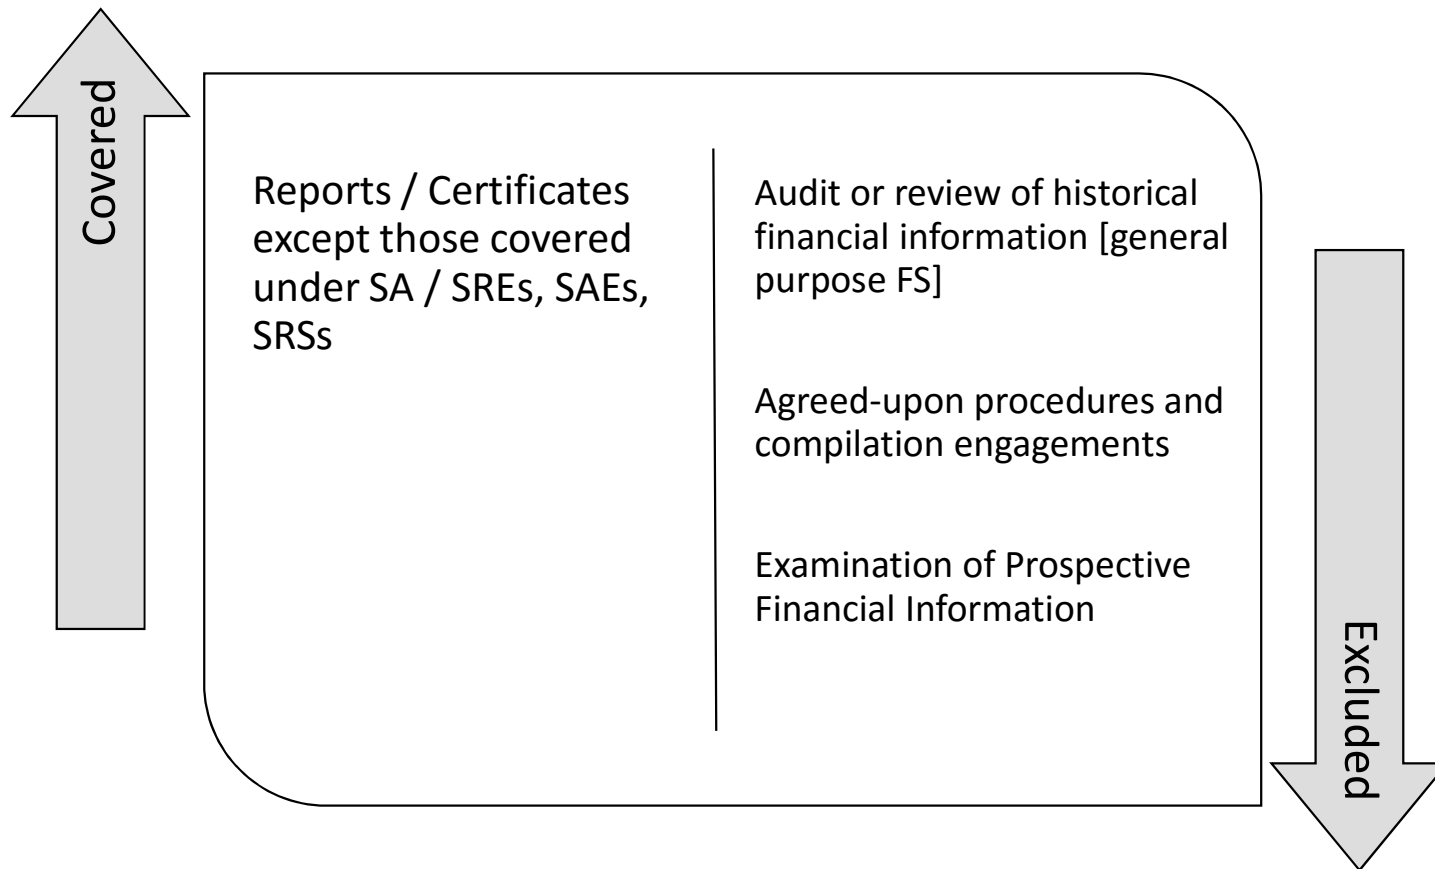 Covered
Reports / Certificates
except those covered
under SA / SREs, SAEs,
SRSs
Audit or review of historical
financial information [general
purpose FS]
Agreed-upon procedures and
compilation engagements
Examination of Prospective
Financial Information
Excluded